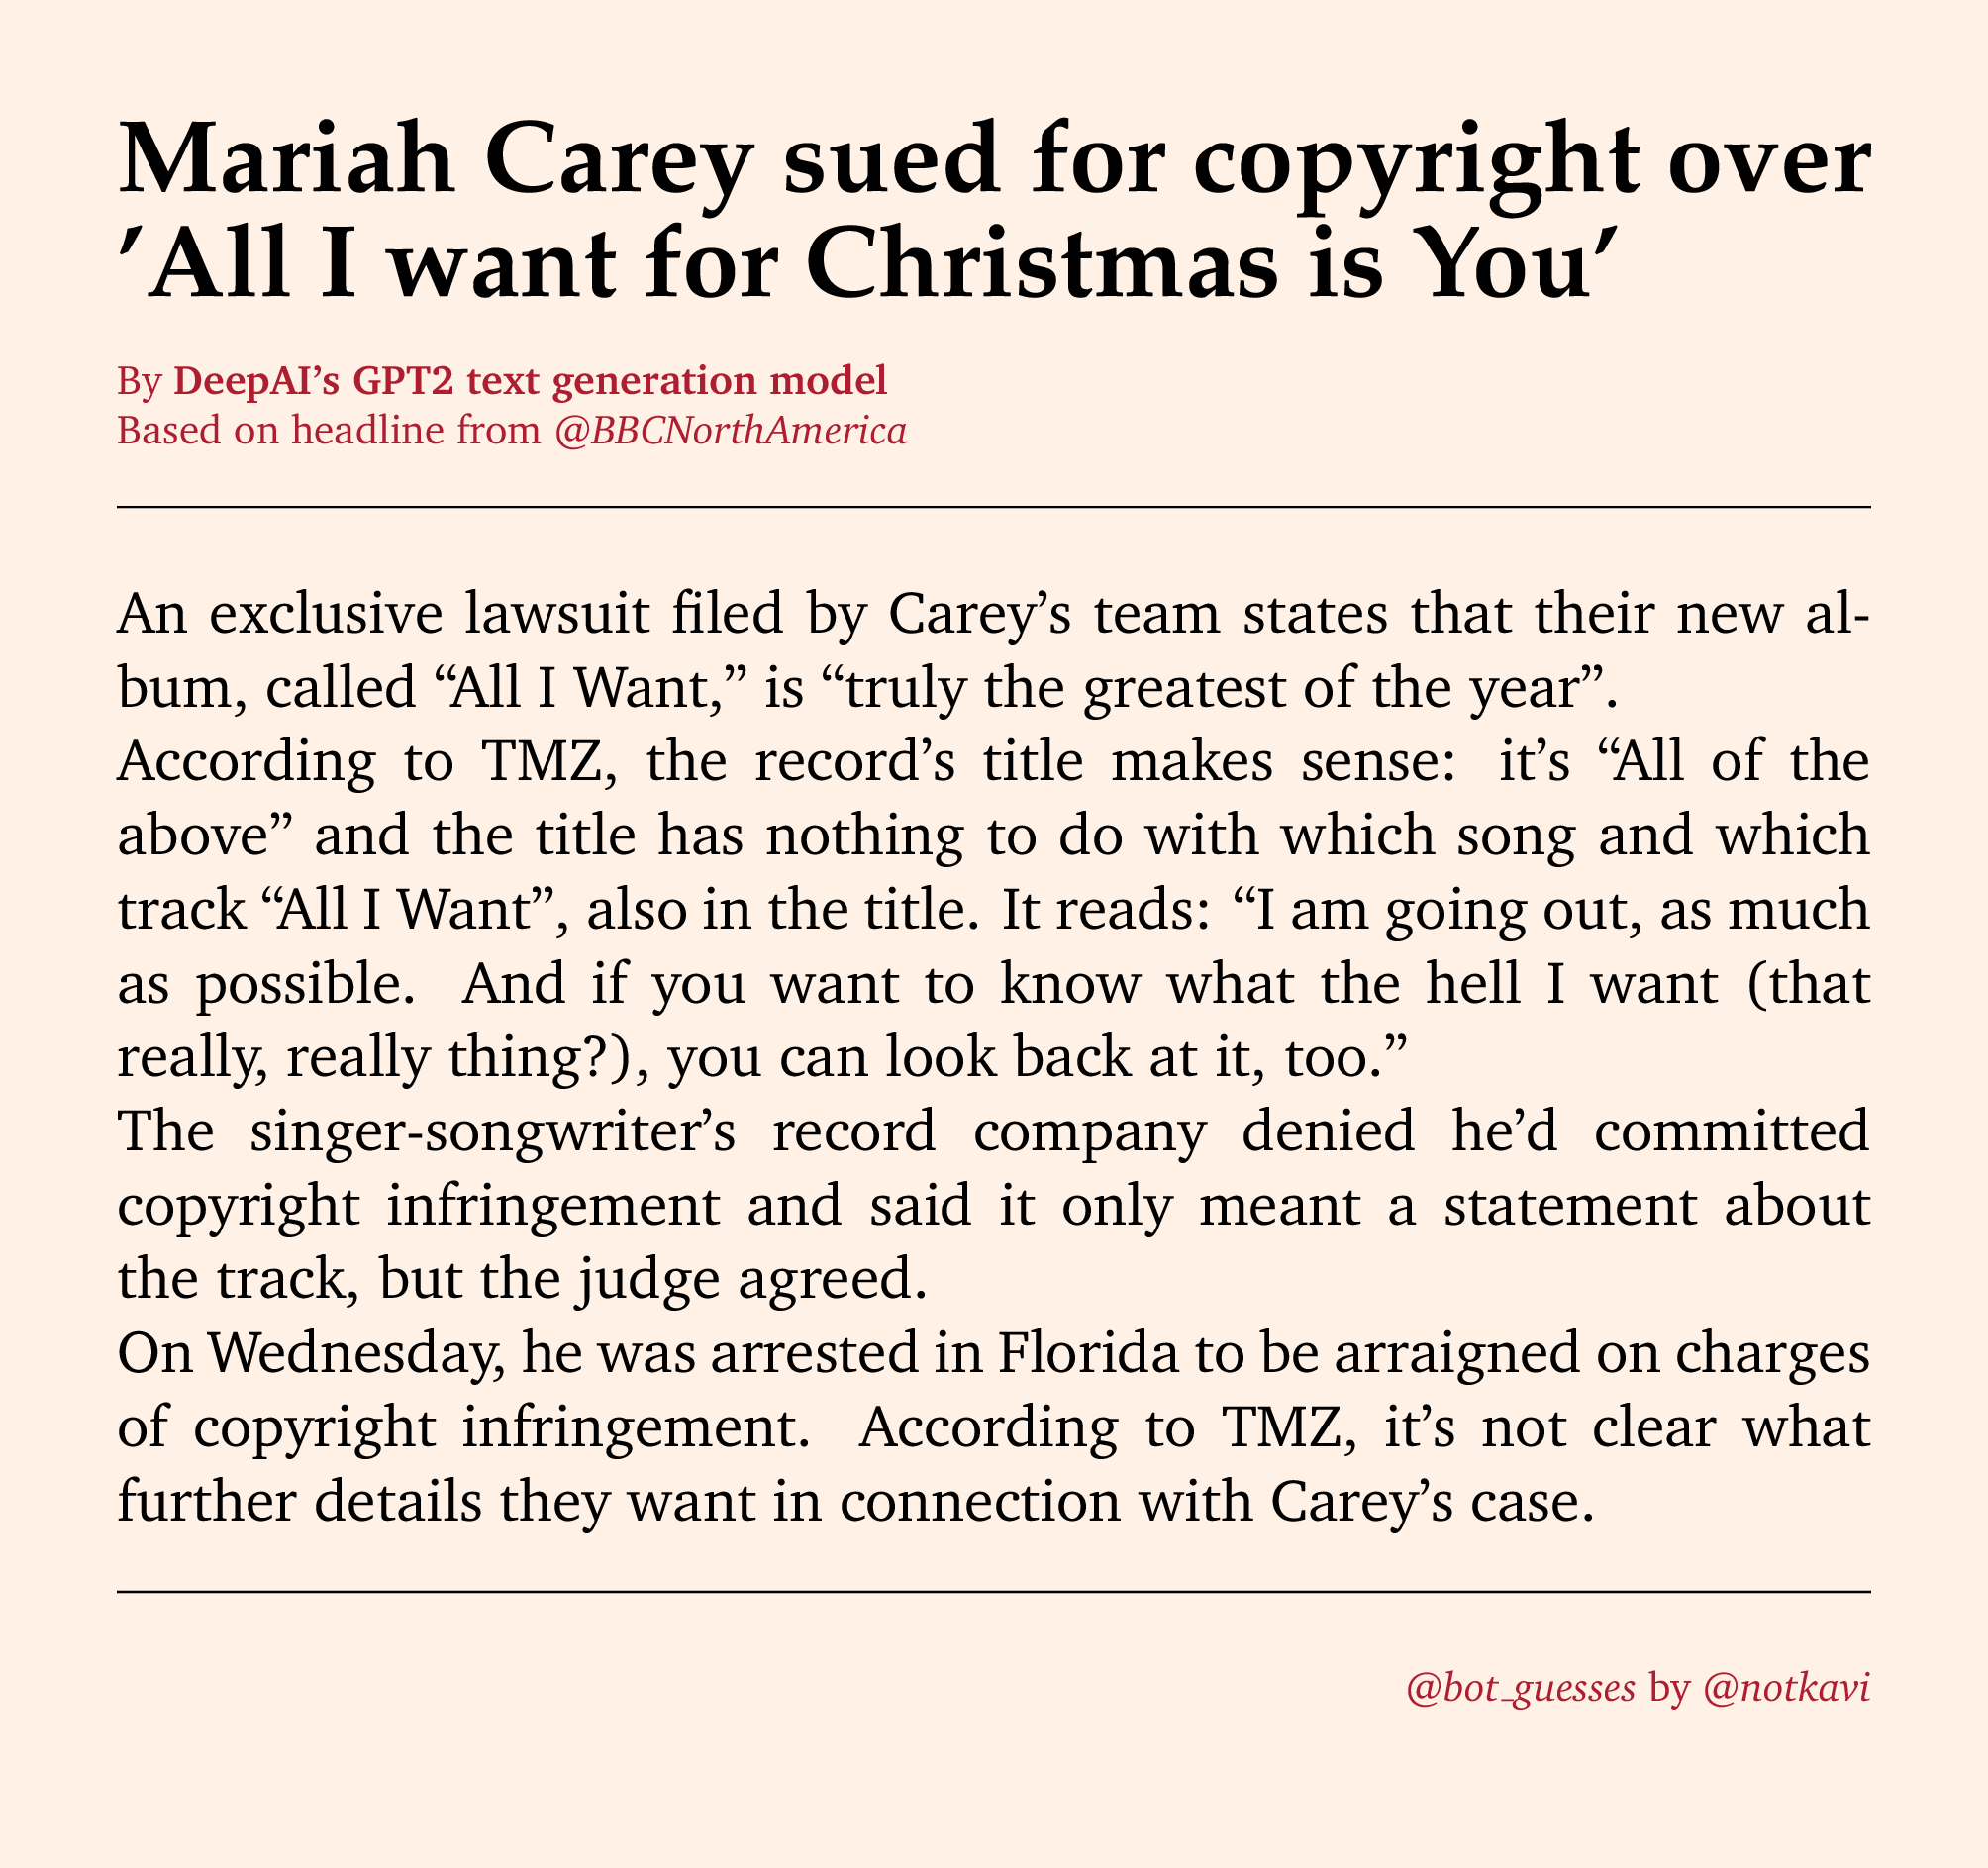 Mariah Carey sued for copyright over
’All I want for Christmas is You’
By DeepAI’s GPT2 text generation model
Based on headline from @BBCNorthAmerica
An exclusive lawsuit filed by Carey’s team states that their new al-
bum, called “All I Want,” is “truly the greatest of the year”.
According to TMZ, the record’s title makes sense: it’s “All of the
above” and the title has nothing to do with which song and which
track “All I Want”, also in the title. It reads: “I am going out, as much
as possible. And if you want to know what the hell I want (that
really, really thing?), you can look back at it, too.”
The singer-songwriter’s record company denied he’d committed
copyright infringement and said it only meant a statement about
the track, but the judge agreed.
On Wednesday, he was arrested in Florida to be arraigned on charges
of copyright infringement. According to TMZ, it’s not clear what
further details they want in connection with Carey’s case.
@bot_guesses by @notkavi